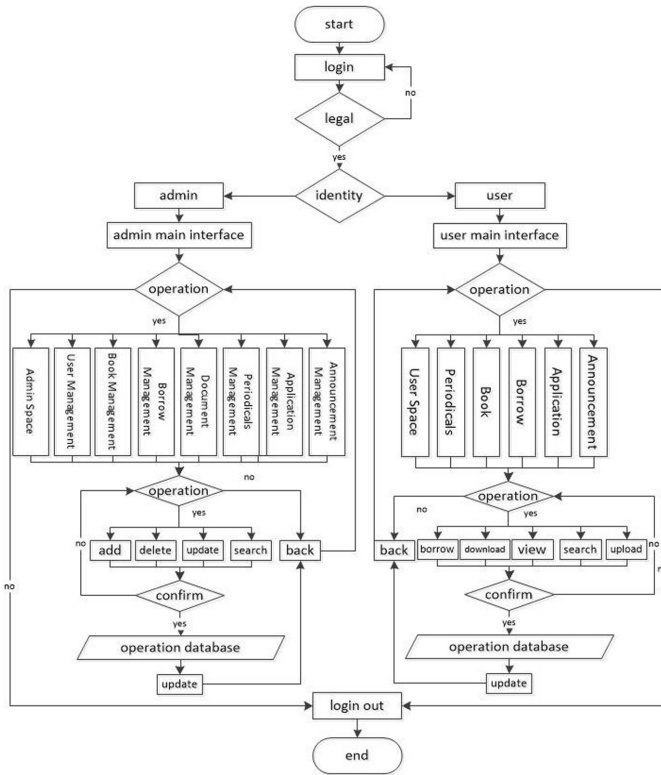 start
login
no
legal
yes
identity
admin
user
admin main interface
user main interface
operation
yes
operation
yes
Admin Space
User Management
Book Management
Borrow
Management
Document
Management
Periodicals
Management
Application
Management
Announcement
Management
User Space
Periodicals
Book
Borrow
Application
Announcement
no
operation
yes
no
add
delete
update
search
back
confirm
yes
operation database
update
no
operation
no
yes
back
borrow
download
view
search
upload
no
confirm
yes
operation database
update
no
login out
end